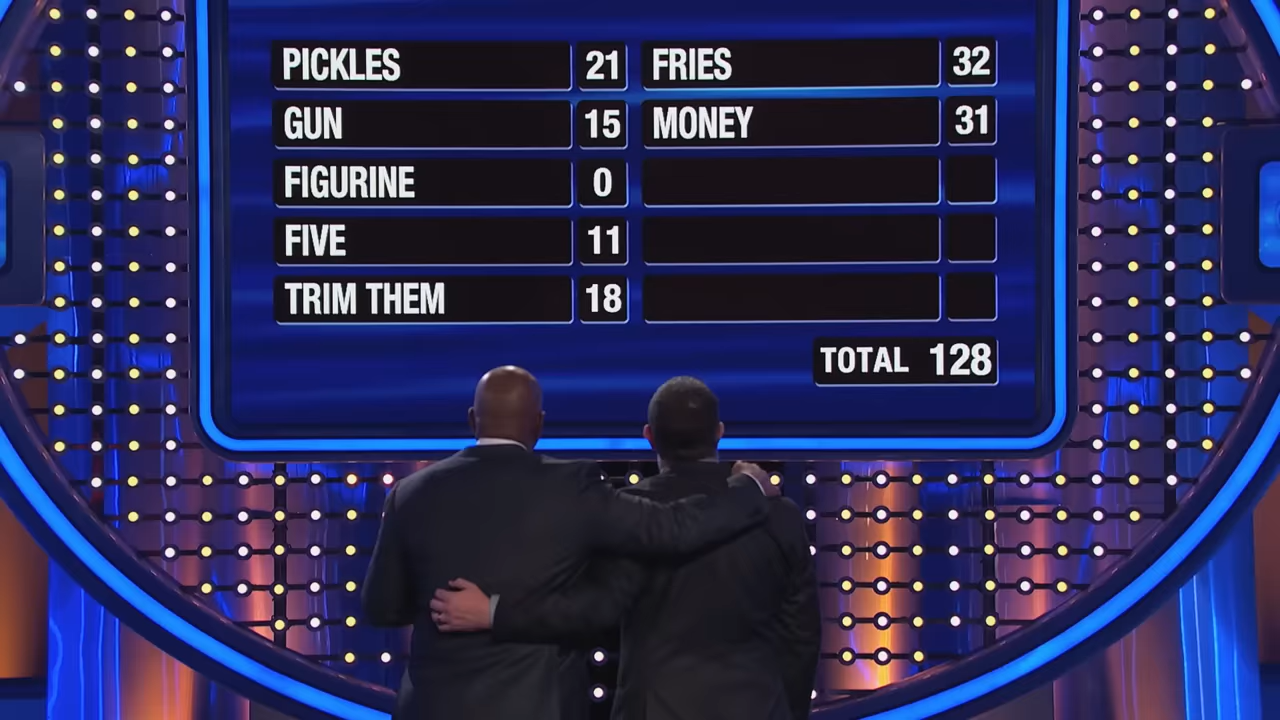 PICKLES 21 FRIES 32
GUN 15 MONEY 31
FIGURINE 0
FIVE 11
TRIM THEM 18
TOTAL 128